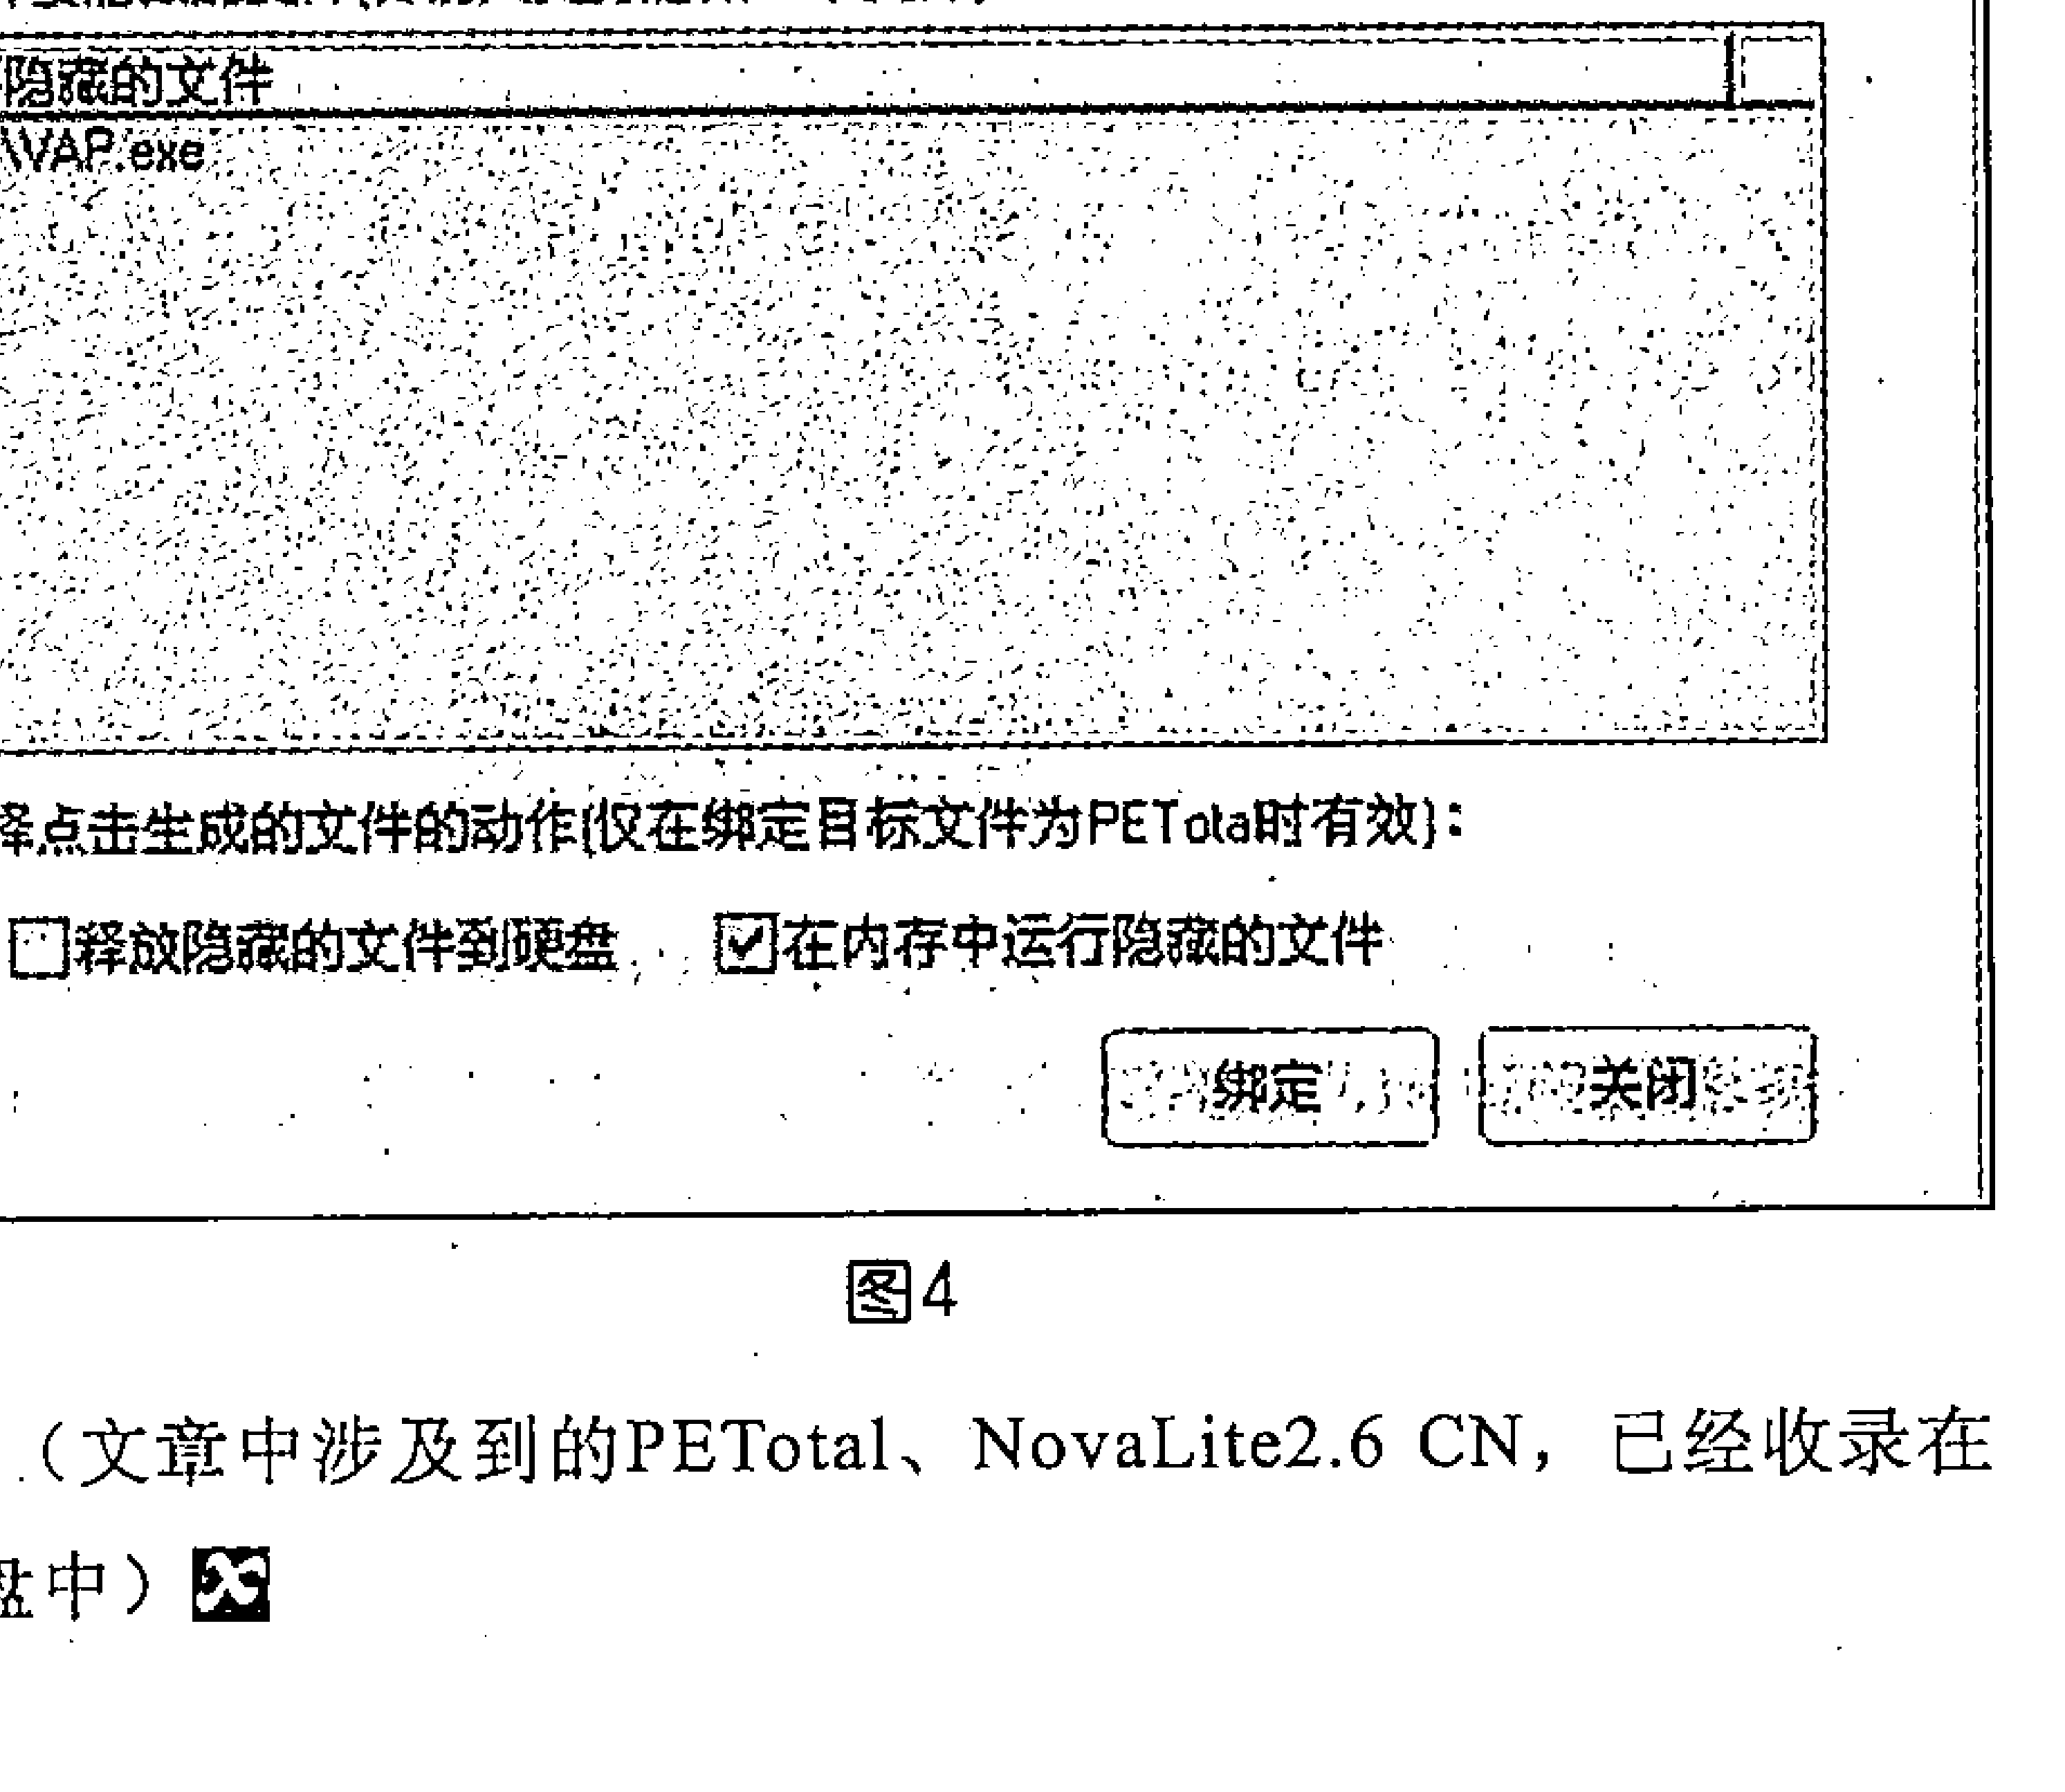 隐藏的文件
\VAP.exe
择点击生成的文件的动作(仅在绑定目标文件为PETota时有效):
释放隐藏的文件到硬盘 在内存中运行隐藏的文件
绑定 关闭
图4
(文章中涉及到的PETotal、NovaLite2.6 CN，已经收录在
盘中)